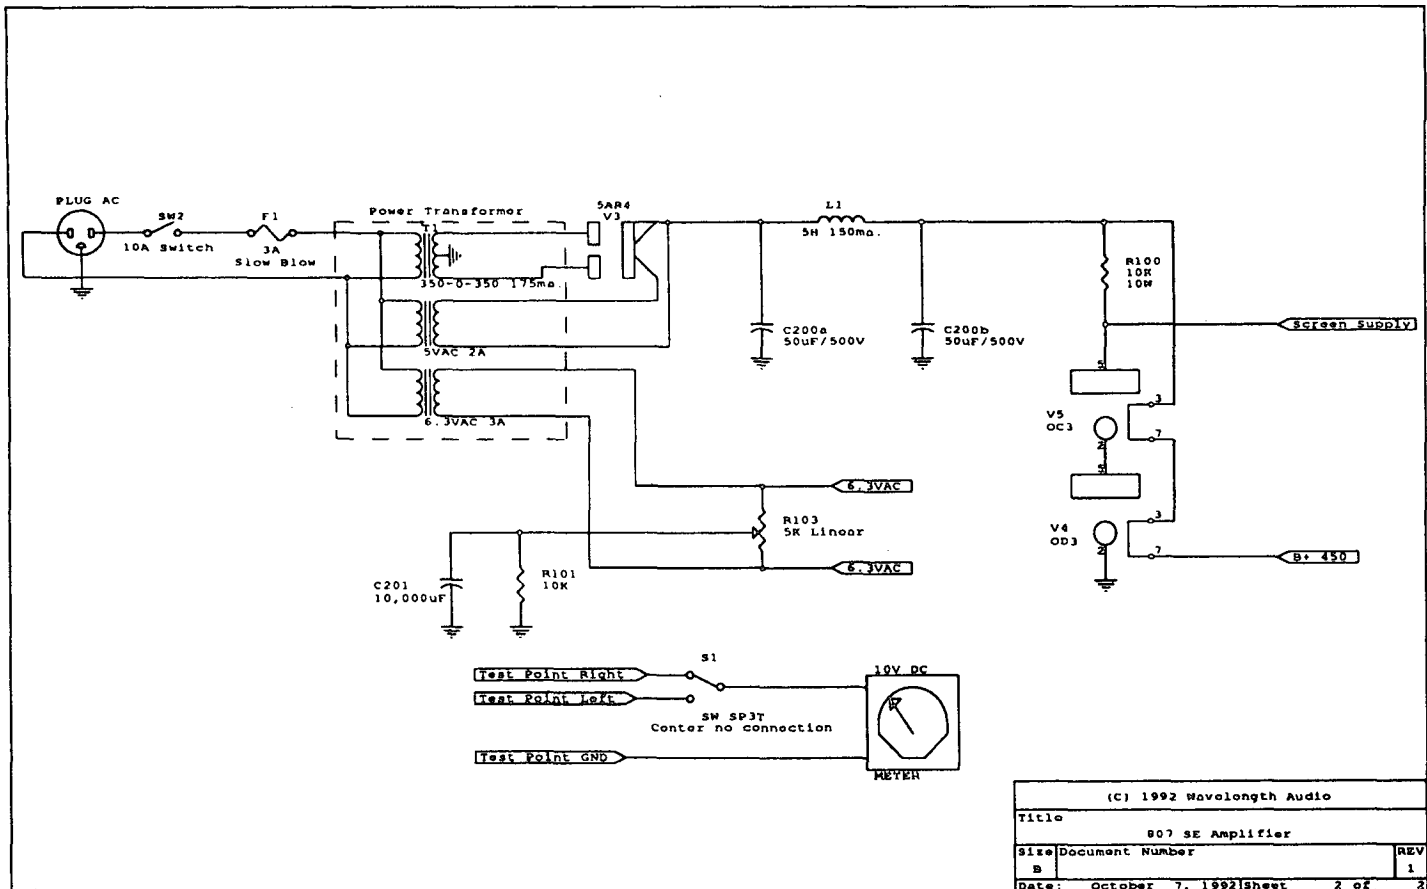 PLUG AC
SW2
10A Switch
F1
3A
Slow Blow
Power Transformer
T1
350-0-350 175ma.
5VAC 2A
6.3VAC 3A
5AR4
V3
L1
5H 150ma.
C200a
50uF/500V
C200b
50uF/500V
R100
10K
10W
Screen Supply
5
V5
OC3
3
7
2
5
V4
OD3
3
7
2
B+ 450
6.3VAC
R103
5K Linear
6.3VAC
C201
10,000uF
R101
10K
S1
Test Point Right
Test Point Left
SW SP3T
Center no connection
Test Point GND
10V DC
METER
(C) 1992 Wavelength Audio
Title
807 SE Amplifier
Size
Document Number
REV
B
1
Date: October 7, 1992
Sheet 2 of 2